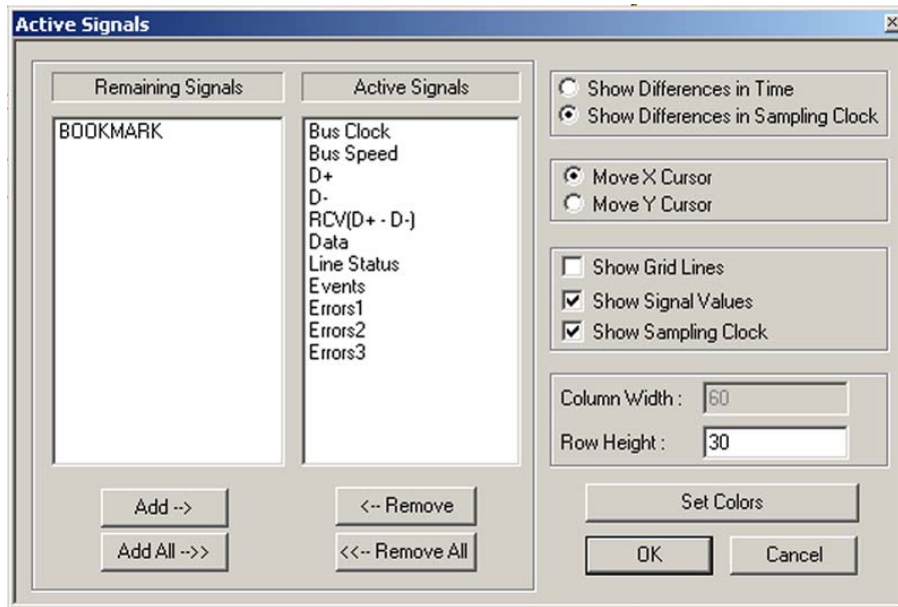 Active Signals
Remaining Signals
Active Signals
BOOKMARK
Bus Clock
Bus Speed
D+
D-
RCV(D+ - D-)
Data
Line Status
Events
Errors1
Errors2
Errors3
Add -->
Add All -->>
<-- Remove
<<-- Remove All
Show Differences in Time
Show Differences in Sampling Clock
Move X Cursor
Move Y Cursor
Show Grid Lines
Show Signal Values
Show Sampling Clock
Column Width : 60
Row Height : 30
Set Colors
OK
Cancel